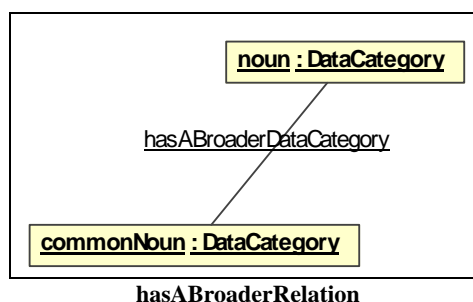 noun : DataCategory
hasABroaderDataCategory
commonNoun : DataCategory
hasABroaderRelation